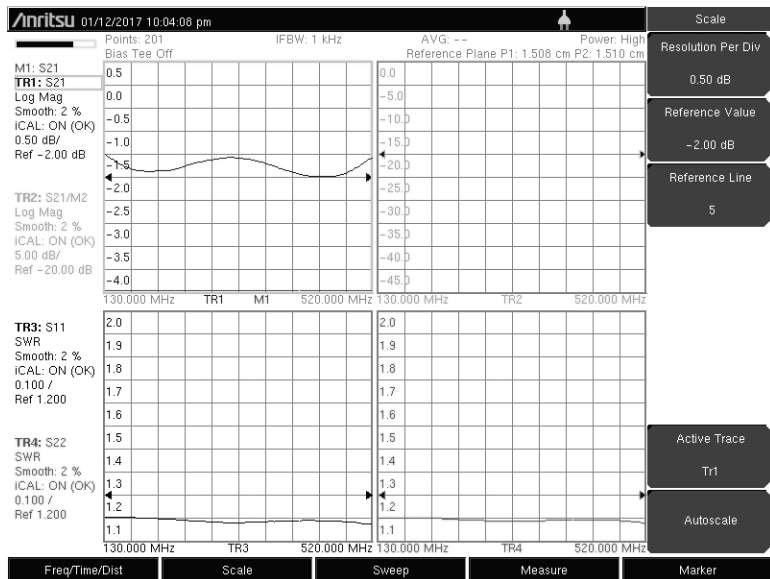 Anritsu 01/12/2017 10:04:08 pm
Points: 201 IFBW: 1 kHz AVG: -- Power: High
Bias Tee Off Reference Plane P1: 1.508 cm P2: 1.510 cm
M1: S21
TR1: S21
Log Mag
Smooth: 2 %
iCAL: ON (OK)
0.50 dB/
Ref -2.00 dB
TR2: S21/M2
Log Mag
Smooth: 2 %
iCAL: ON (OK)
5.00 dB/
Ref -20.00 dB
0.5
0.0
-0.5
-1.0
-1.5
-2.0
-2.5
-3.0
-3.5
-4.0
130.000 MHz TR1 M1 520.000 MHz
0.0
-5.0
-10.0
-15.0
-20.0
-25.0
-30.0
-35.0
-40.0
-45.0
130.000 MHz TR2 520.000 MHz
TR3: S11
SWR
Smooth: 2 %
iCAL: ON (OK)
0.100 /
Ref 1.200
TR4: S22
SWR
Smooth: 2 %
iCAL: ON (OK)
0.100 /
Ref 1.200
2.0
1.9
1.8
1.7
1.6
1.5
1.4
1.3
1.2
1.1
130.000 MHz TR3 520.000 MHz
2.0
1.9
1.8
1.7
1.6
1.5
1.4
1.3
1.2
1.1
130.000 MHz TR4 520.000 MHz
Scale
Resolution Per Div
0.50 dB
Reference Value
-2.00 dB
Reference Line
5
Active Trace
Tr1
Autoscale
Freq/Time/Dist Scale Sweep Measure Marker